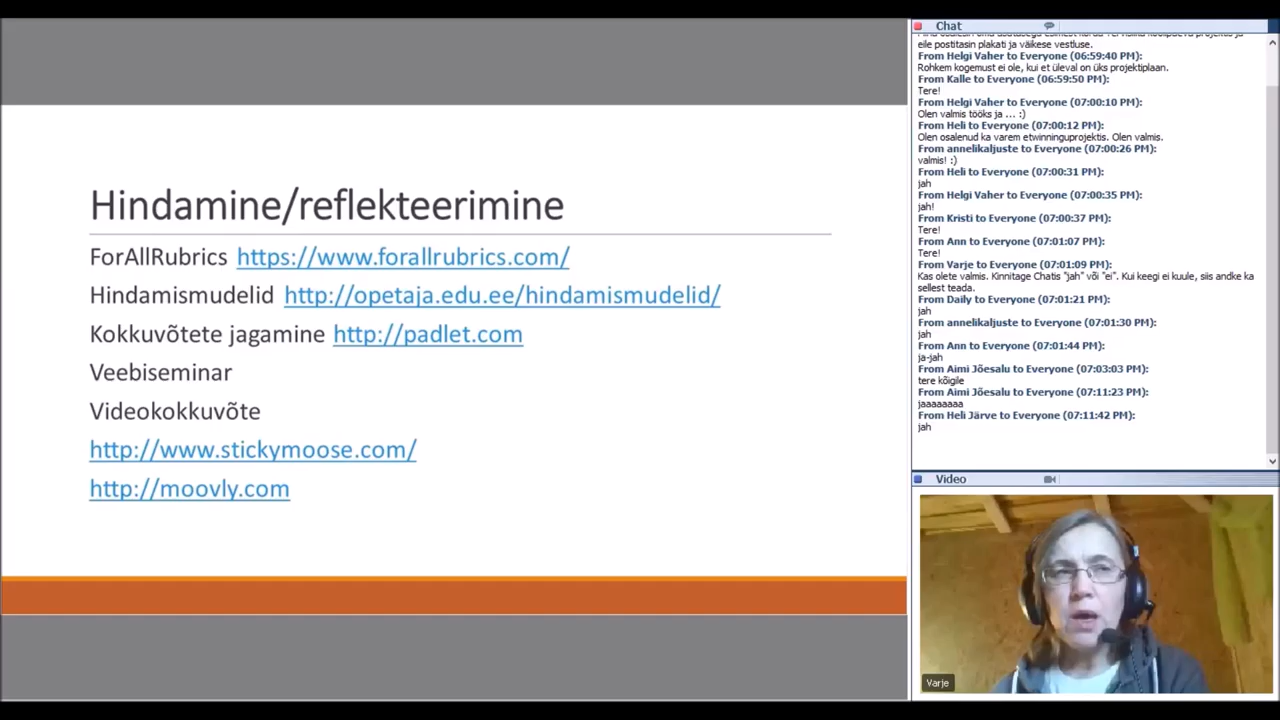 Hindamine/reflekteerimine
ForAllRubrics https://www.forallrubrics.com/
Hindamismudelid http://opetaja.edu.ee/hindamismudelid/
Kokkuvõtete jagamine http://padlet.com
Veebiseminar
Videokokkuvõte
http://www.stickymoose.com/
http://moovly.com
Chat
eile postitasin plakati ja väikese vestluse.
From Helgi Vaher to Everyone (06:59:40 PM):
Rohkem kogemust ei ole, kui et üleval on üks projektiplaan.
From Kalle to Everyone (06:59:50 PM):
Tere!
From Helgi Vaher to Everyone (07:00:10 PM):
Olen valmis tööks ja ... :)
From Heli to Everyone (07:00:12 PM):
Olen osalenud ka varem etwinninguprojektis. Olen valmis.
From annelikaljuste to Everyone (07:00:26 PM):
valmis! :)
From Heli to Everyone (07:00:31 PM):
jah
From Helgi Vaher to Everyone (07:00:35 PM):
jah!
From Kristi to Everyone (07:00:37 PM):
Tere!
From Ann to Everyone (07:01:07 PM):
Tere!
From Varje to Everyone (07:01:09 PM):
Kas olete valmis. Kinnitage Chatis "jah" või "ei". Kui keegi ei kuule, siis andke ka
sellest teada.
From Daily to Everyone (07:01:21 PM):
jah
From annelikaljuste to Everyone (07:01:30 PM):
jah
From Ann to Everyone (07:01:44 PM):
ja-jah
From Aimi Jõesalu to Everyone (07:03:03 PM):
tere kõigile
From Aimi Jõesalu to Everyone (07:11:23 PM):
jaaaaaaaa
From Heli Järve to Everyone (07:11:42 PM):
jah
Video
Varje